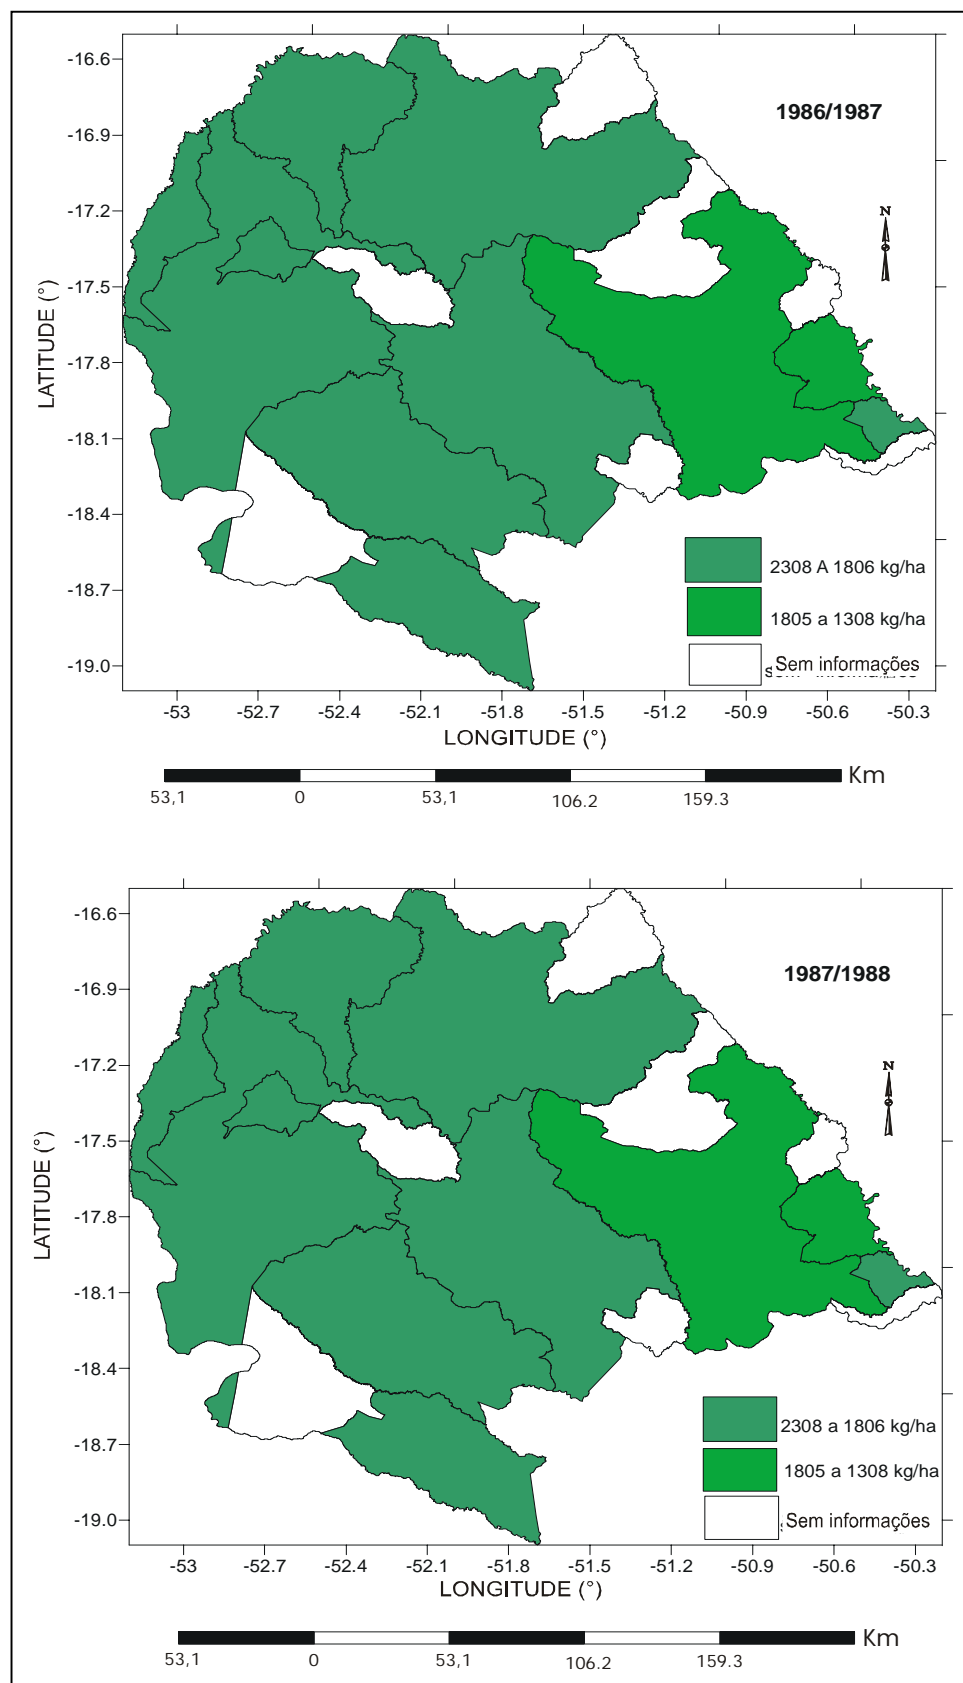 1986/1987
-16.6
-16.9
-17.2
-17.5
-17.8
-18.1
-18.4
-18.7
-19.0
LATITUDE (°)
N
2308 A 1806 kg/ha
1805 a 1308 kg/ha
Sem informações
-53 -52.7 -52.4 -52.1 -51.8 -51.5 -51.2 -50.9 -50.6 -50.3
LONGITUDE (°)
Km
53,1 0 53,1 106.2 159.3
1987/1988
-16.6
-16.9
-17.2
-17.5
-17.8
-18.1
-18.4
-18.7
-19.0
LATITUDE (°)
N
2308 a 1806 kg/ha
1805 a 1308 kg/ha
Sem informações
-53 -52.7 -52.4 -52.1 -51.8 -51.5 -51.2 -50.9 -50.6 -50.3
LONGITUDE (°)
Km
53,1 0 53,1 106.2 159.3